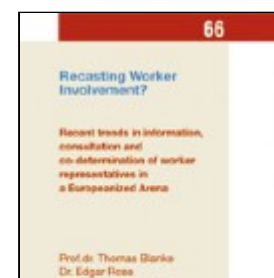 66
Recasting Worker
Involvement?
Recent trends in information,
consultation and
co-determination of worker
representatives in
a Europeanized Arena
Prof.dr. Thomas Blanke
Dr. Edgar Rose